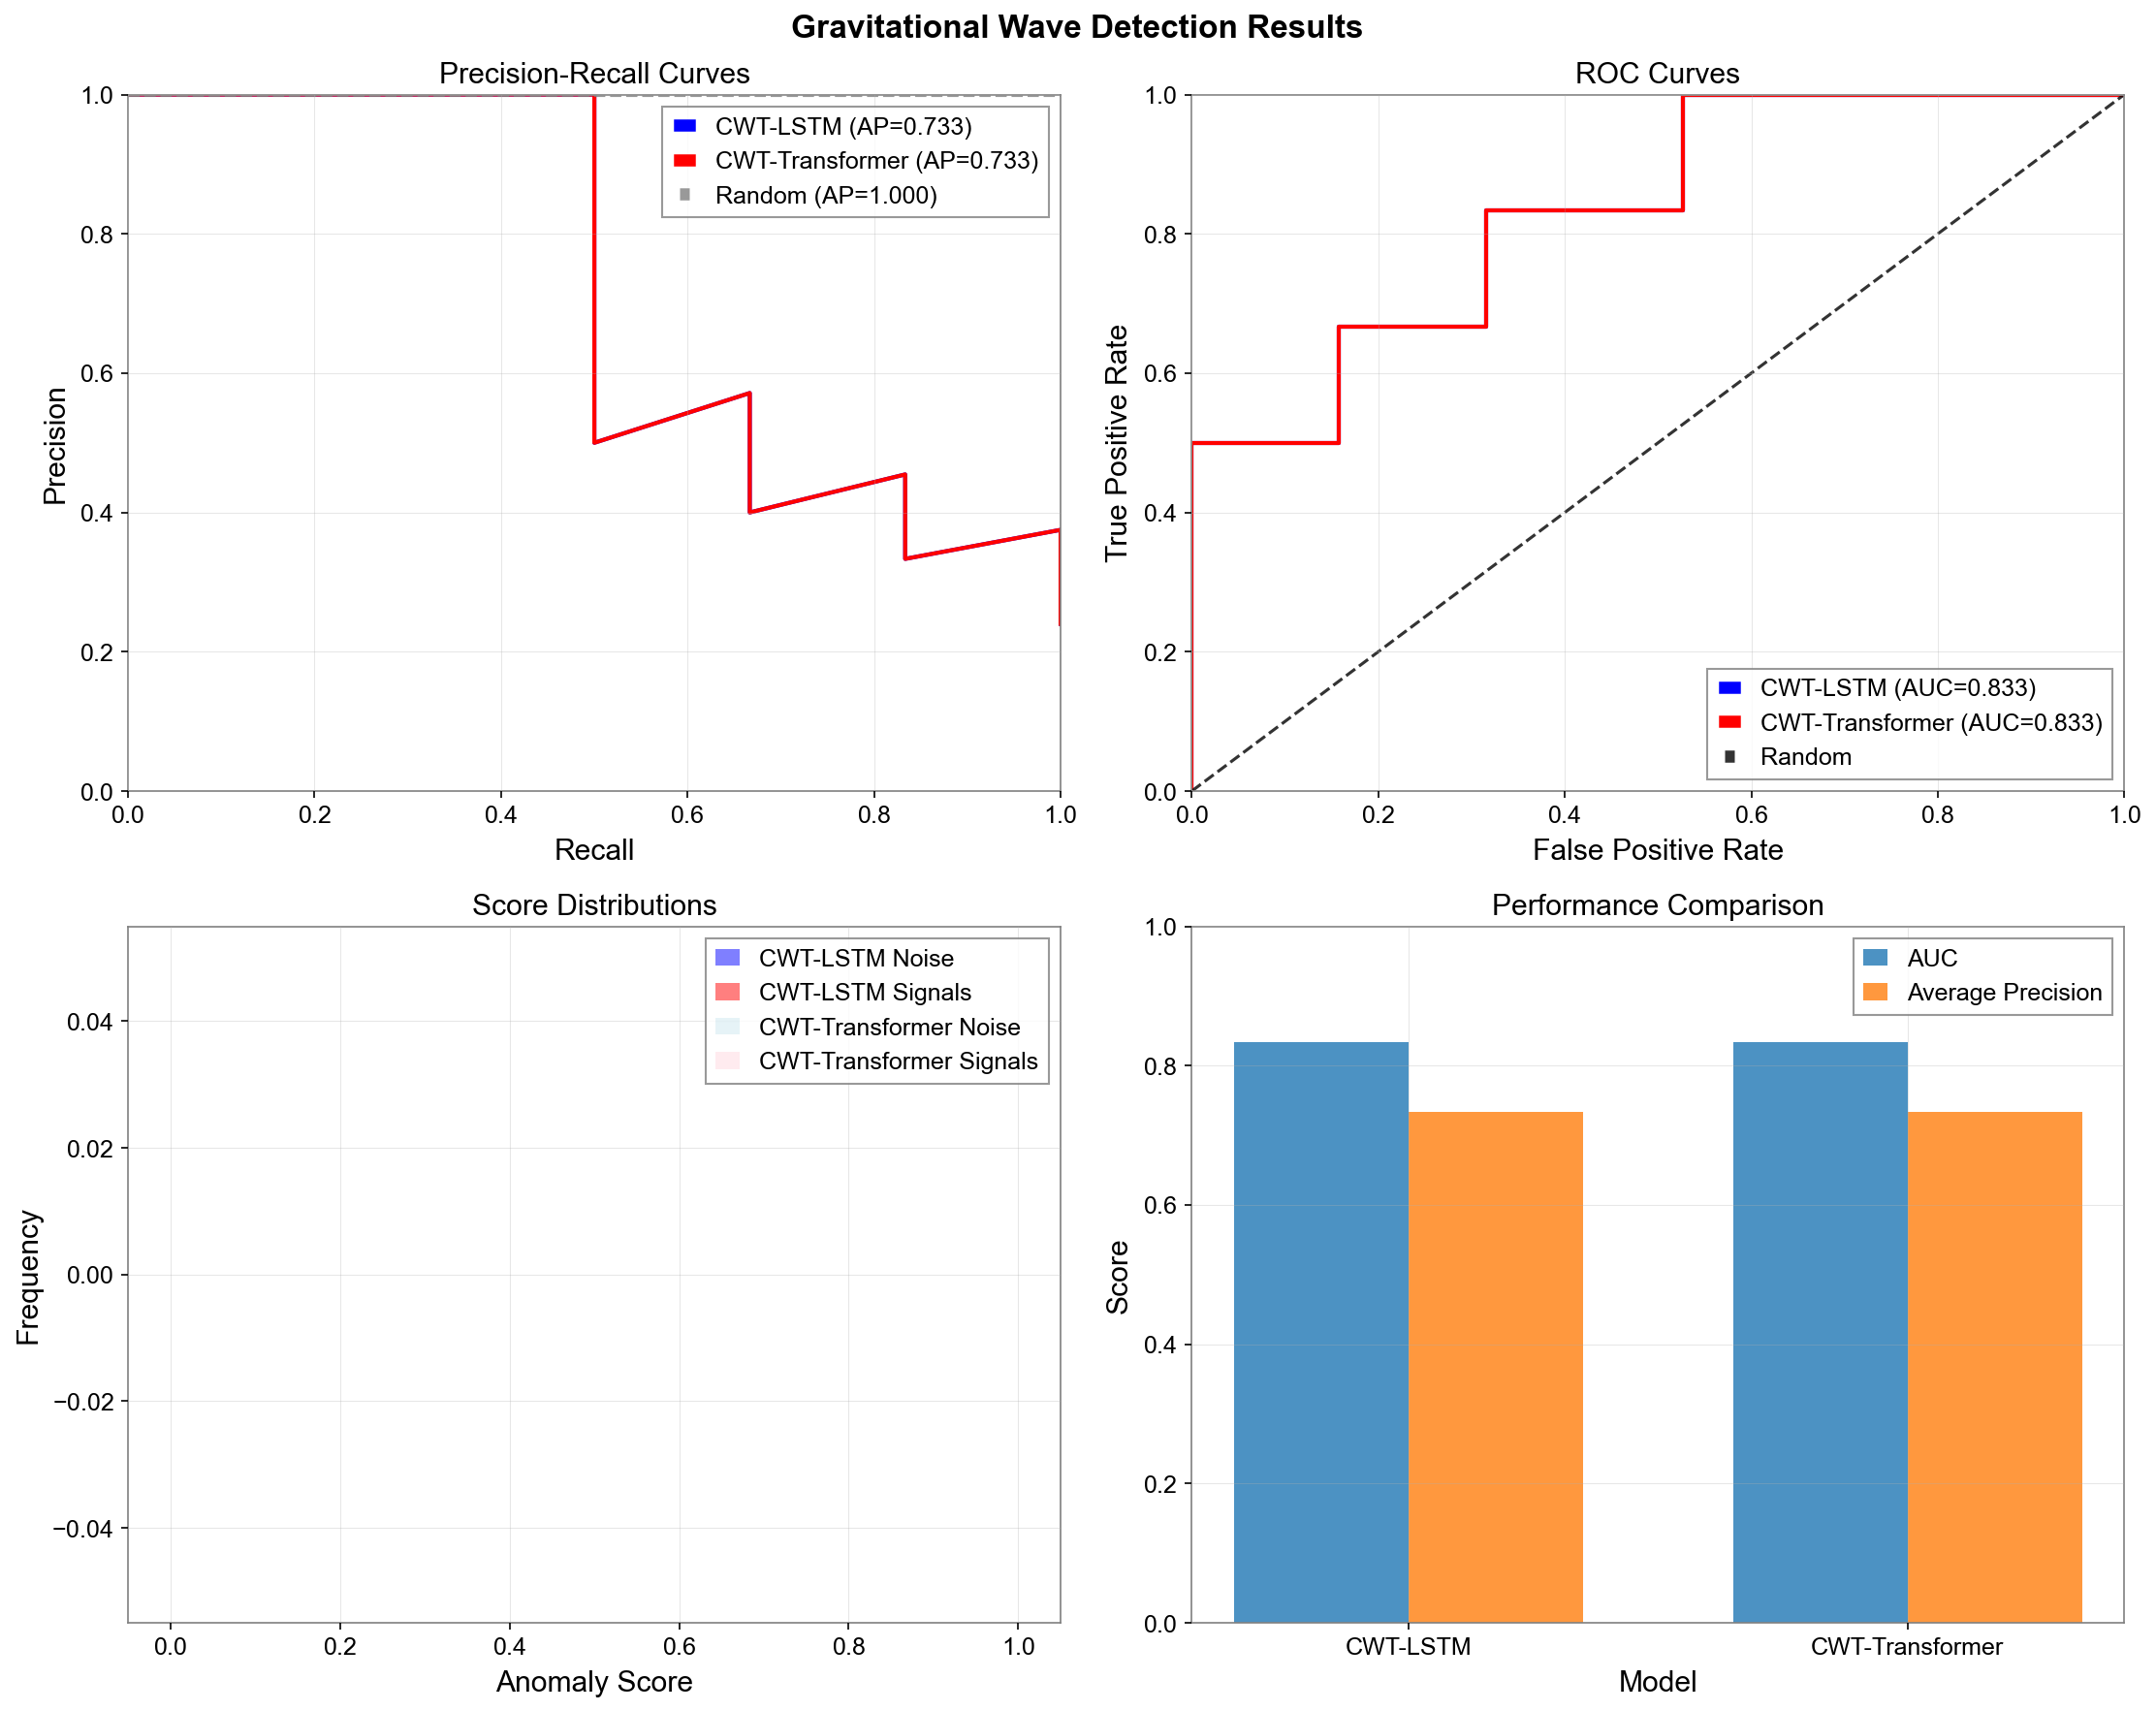 Gravitational Wave Detection Results
Precision-Recall Curves
1.0
0.8
0.6
0.4
0.2
0.0
Precision
CWT-LSTM (AP=0.733)
CWT-Transformer (AP=0.733)
Random (AP=1.000)
0.0 0.2 0.4 0.6 0.8 1.0
Recall
ROC Curves
1.0
0.8
0.6
0.4
0.2
0.0
True Positive Rate
CWT-LSTM (AUC=0.833)
CWT-Transformer (AUC=0.833)
Random
0.0 0.2 0.4 0.6 0.8 1.0
False Positive Rate
Score Distributions
CWT-LSTM Noise
CWT-LSTM Signals
CWT-Transformer Noise
CWT-Transformer Signals
0.04
0.02
0.00
−0.02
−0.04
Frequency
0.0 0.2 0.4 0.6 0.8 1.0
Anomaly Score
Performance Comparison
1.0
0.8
0.6
0.4
0.2
0.0
Score
AUC
Average Precision
CWT-LSTM CWT-Transformer
Model